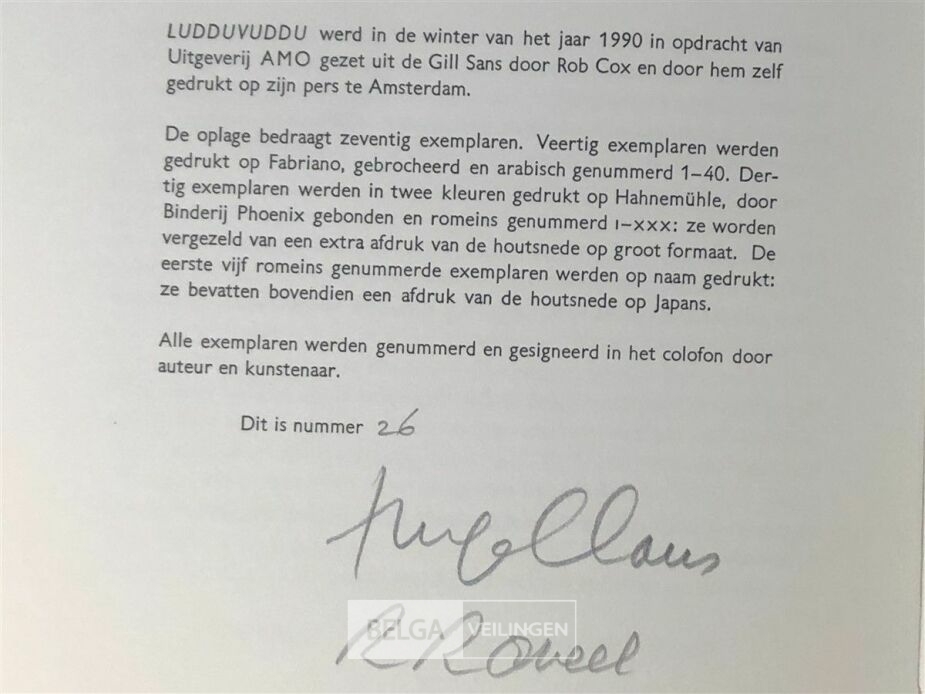 LUDDUVUDDU werd in de winter van het jaar 1990 in opdracht van
Uitgeverij AMO gezet uit de Gill Sans door Rob Cox en door hem zelf
gedrukt op zijn pers te Amsterdam.
De oplage bedraagt zeventig exemplaren. Veertig exemplaren werden
gedrukt op Fabriano, gebrocheerd en arabisch genummerd 1–40. Der-
tig exemplaren werden in twee kleuren gedrukt op Hahnemühle, door
Binderij Phoenix gebonden en romeins genummerd I–XXX: ze worden
vergezeld van een extra afdruk van de houtsnede op groot formaat. De
eerste vijf romeins genummerde exemplaren werden op naam gedrukt:
ze bevatten bovendien een afdruk van de houtsnede op Japans.
Alle exemplaren werden genummerd en gesigneerd in het colofon door
auteur en kunstenaar.
Dit is nummer 26
Hugo Claus
BELGA VEILINGEN
R Raveel